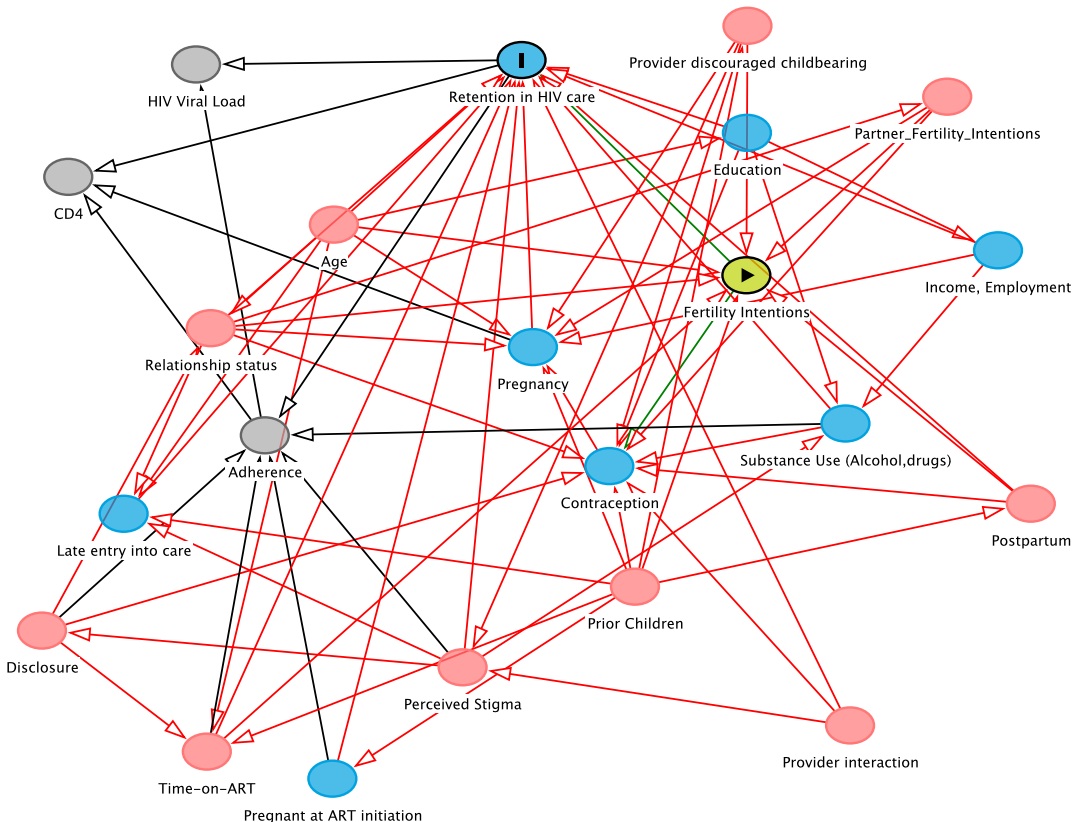 Provider discouraged childbearing
HIV Viral Load
Retention in HIV care
Partner_Fertility_Intentions
Education
CD4
Age
Income, Employment
Fertility Intentions
Relationship status
Pregnancy
Adherence
Substance Use (Alcohol,drugs)
Contraception
Late entry into care
Postpartum
Prior Children
Disclosure
Perceived Stigma
Provider interaction
Time-on-ART
Pregnant at ART initiation